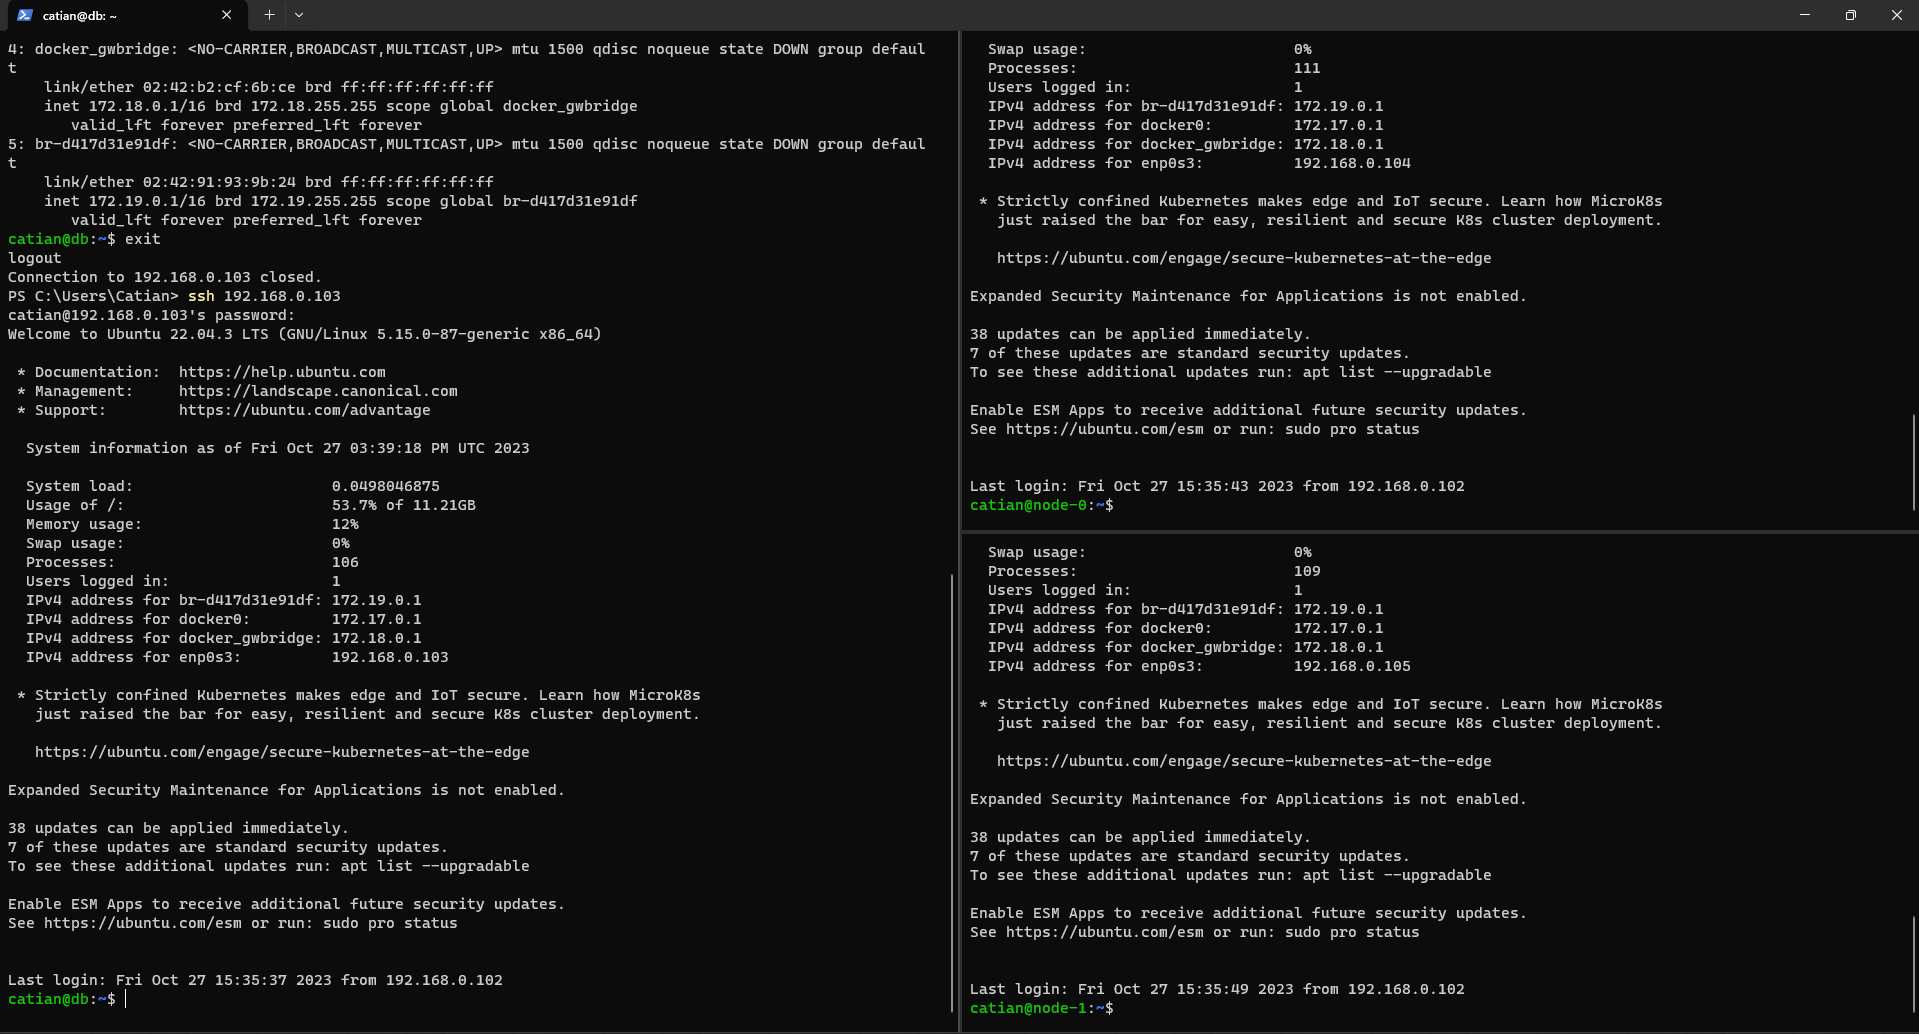 catian@db: ~
4: docker_gwbridge: <NO-CARRIER,BROADCAST,MULTICAST,UP> mtu 1500 qdisc noqueue state DOWN group defaul
t
    link/ether 02:42:b2:cf:6b:ce brd ff:ff:ff:ff:ff:ff
    inet 172.18.0.1/16 brd 172.18.255.255 scope global docker_gwbridge
       valid_lft forever preferred_lft forever
5: br-d417d31e91df: <NO-CARRIER,BROADCAST,MULTICAST,UP> mtu 1500 qdisc noqueue state DOWN group defaul
t
    link/ether 02:42:91:93:9b:24 brd ff:ff:ff:ff:ff:ff
    inet 172.19.0.1/16 brd 172.19.255.255 scope global br-d417d31e91df
       valid_lft forever preferred_lft forever
catian@db:~$ exit
logout
Connection to 192.168.0.103 closed.
PS C:\Users\Catian> ssh 192.168.0.103
catian@192.168.0.103's password:
Welcome to Ubuntu 22.04.3 LTS (GNU/Linux 5.15.0-87-generic x86_64)

 * Documentation:  https://help.ubuntu.com
 * Management:     https://landscape.canonical.com
 * Support:        https://ubuntu.com/advantage

  System information as of Fri Oct 27 03:39:18 PM UTC 2023

  System load:                      0.0498046875
  Usage of /:                       53.7% of 11.21GB
  Memory usage:                     12%
  Swap usage:                       0%
  Processes:                        106
  Users logged in:                  1
  IPv4 address for br-d417d31e91df: 172.19.0.1
  IPv4 address for docker0:         172.17.0.1
  IPv4 address for docker_gwbridge: 172.18.0.1
  IPv4 address for enp0s3:          192.168.0.103

 * Strictly confined Kubernetes makes edge and IoT secure. Learn how MicroK8s
   just raised the bar for easy, resilient and secure K8s cluster deployment.

   https://ubuntu.com/engage/secure-kubernetes-at-the-edge

Expanded Security Maintenance for Applications is not enabled.

38 updates can be applied immediately.
7 of these updates are standard security updates.
To see these additional updates run: apt list --upgradable

Enable ESM Apps to receive additional future security updates.
See https://ubuntu.com/esm or run: sudo pro status

Last login: Fri Oct 27 15:35:37 2023 from 192.168.0.102
catian@db:~$
  Swap usage:                       0%
  Processes:                        111
  Users logged in:                  1
  IPv4 address for br-d417d31e91df: 172.19.0.1
  IPv4 address for docker0:         172.17.0.1
  IPv4 address for docker_gwbridge: 172.18.0.1
  IPv4 address for enp0s3:          192.168.0.104

 * Strictly confined Kubernetes makes edge and IoT secure. Learn how MicroK8s
   just raised the bar for easy, resilient and secure K8s cluster deployment.

   https://ubuntu.com/engage/secure-kubernetes-at-the-edge

Expanded Security Maintenance for Applications is not enabled.

38 updates can be applied immediately.
7 of these updates are standard security updates.
To see these additional updates run: apt list --upgradable

Enable ESM Apps to receive additional future security updates.
See https://ubuntu.com/esm or run: sudo pro status

Last login: Fri Oct 27 15:35:43 2023 from 192.168.0.102
catian@node-0:~$
  Swap usage:                       0%
  Processes:                        109
  Users logged in:                  1
  IPv4 address for br-d417d31e91df: 172.19.0.1
  IPv4 address for docker0:         172.17.0.1
  IPv4 address for docker_gwbridge: 172.18.0.1
  IPv4 address for enp0s3:          192.168.0.105

 * Strictly confined Kubernetes makes edge and IoT secure. Learn how MicroK8s
   just raised the bar for easy, resilient and secure K8s cluster deployment.

   https://ubuntu.com/engage/secure-kubernetes-at-the-edge

Expanded Security Maintenance for Applications is not enabled.

38 updates can be applied immediately.
7 of these updates are standard security updates.
To see these additional updates run: apt list --upgradable

Enable ESM Apps to receive additional future security updates.
See https://ubuntu.com/esm or run: sudo pro status

Last login: Fri Oct 27 15:35:49 2023 from 192.168.0.102
catian@node-1:~$